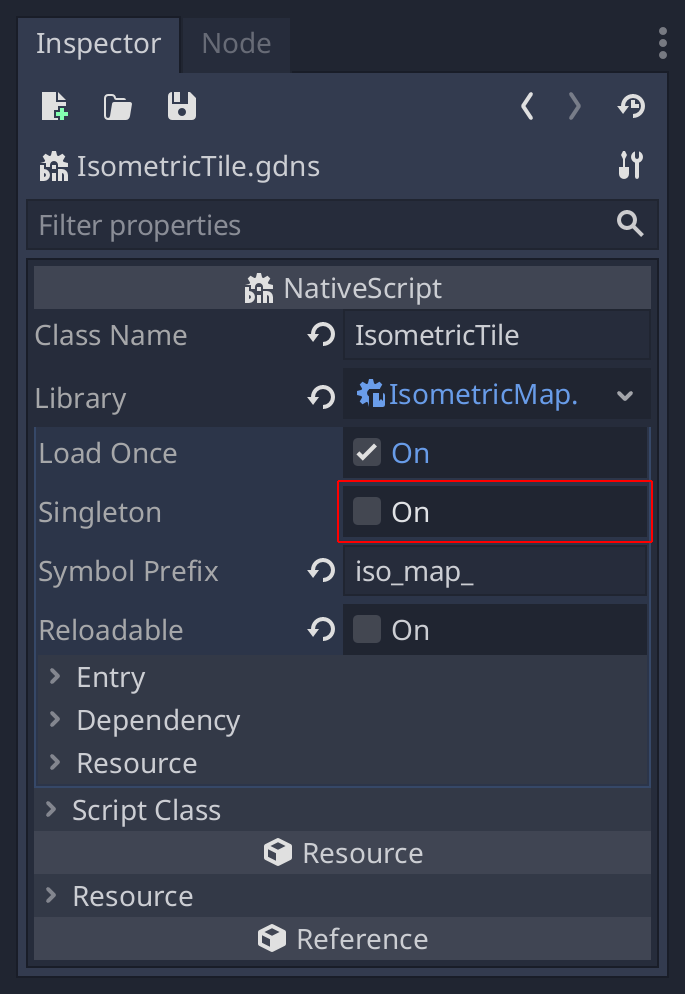 Inspector Node
IsometricTile.gdns
Filter properties
NativeScript
Class Name IsometricTile
Library IsometricMap.
Load Once On
Singleton On
Symbol Prefix iso_map_
Reloadable On
Entry
Dependency
Resource
Script Class
Resource
Resource
Reference